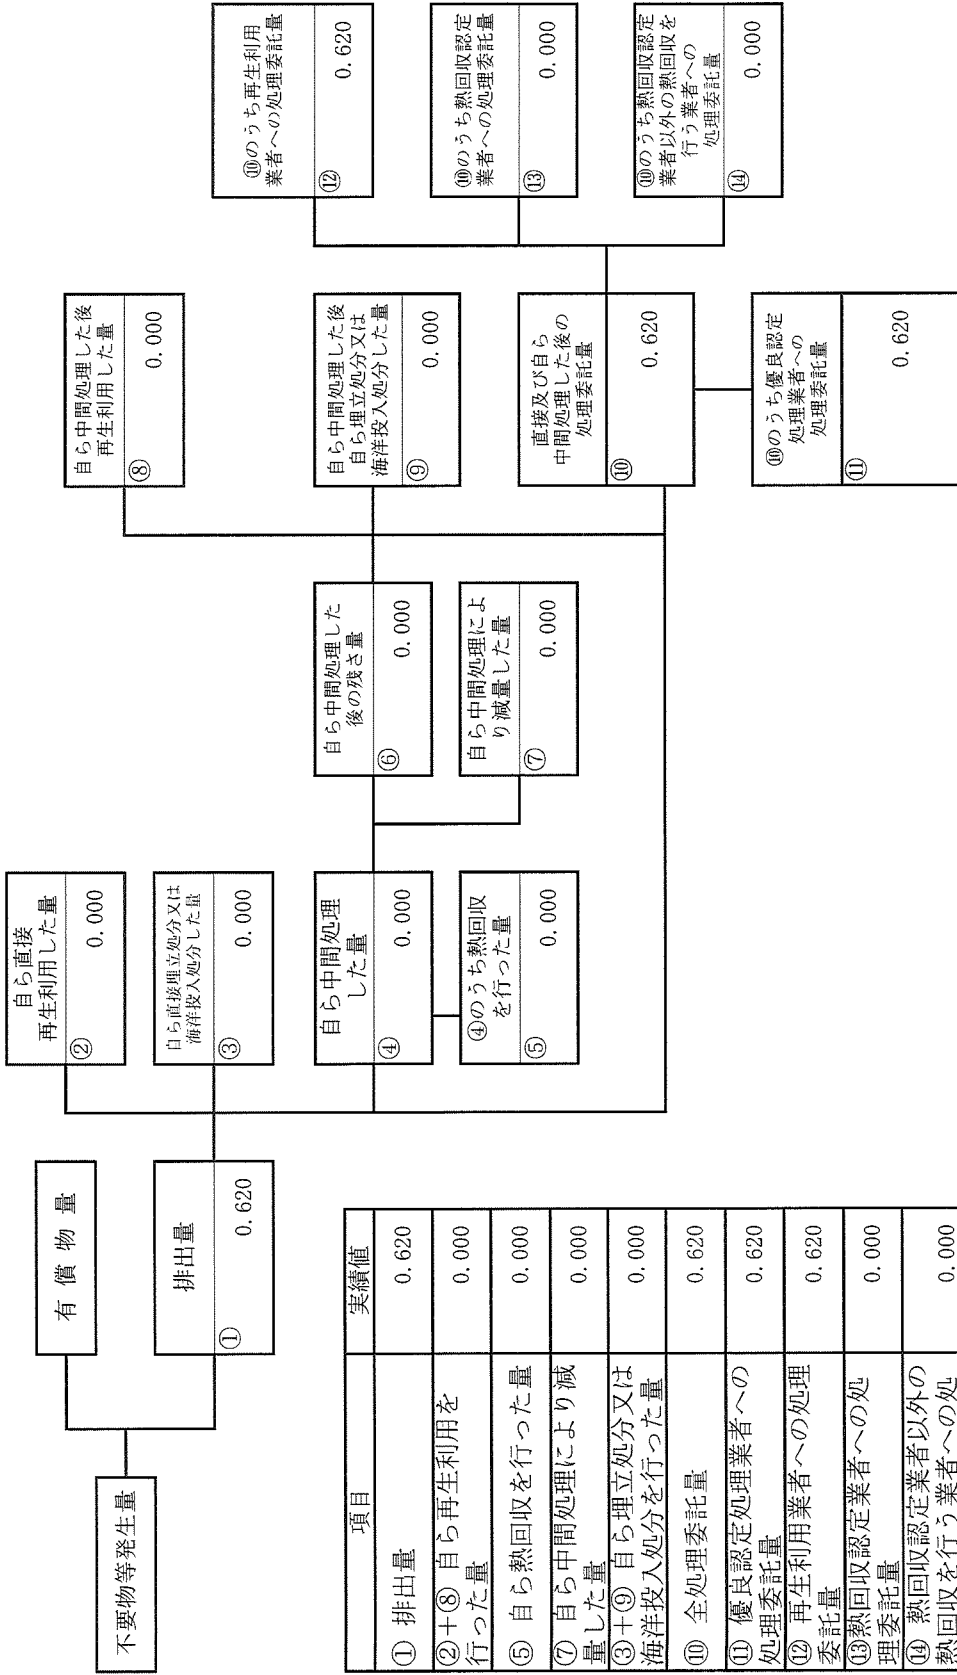 不要物等発生量
有償物量
排出量
①
0.620
自ら直接
再生利用した量
②
0.000
自ら直接埋立処分又は
海洋投入処分した量
③
0.000
自ら中間処理
した量
④
0.000
④のうち熱回収
を行った量
⑤
0.000
自ら中間処理した
後の残さ量
⑥
0.000
自ら中間処理によ
り減量した量
⑦
0.000
自ら中間処理した後
再生利用した量
⑧
0.000
自ら中間処理した後
自ら埋立処分又は
海洋投入処分した量
⑨
0.000
直接及び自ら
中間処理した後の
処理委託量
⑩
0.620
⑩のうち優良認定
処理業者への
処理委託量
⑪
0.620
⑩のうち再生利用
業者への処理委託量
⑫
0.620
⑩のうち熱回収認定
業者への処理委託量
⑬
0.000
⑩のうち熱回収認定
業者以外の熱回収を
行う業者への
処理委託量
⑭
0.000
項目 実績値
① 排出量 0.620
②+⑧ 自ら再生利用を
行った量 0.000
⑤ 自ら熱回収を行った量 0.000
⑦ 自ら中間処理により減
量した量 0.000
③+⑨ 自ら埋立処分又は
海洋投入処分を行った量 0.000
⑩ 全処理委託量 0.620
⑪ 優良認定処理業者への
処理委託量 0.620
⑫ 再生利用業者への処理
委託量 0.620
⑬熱回収認定業者への処
理委託量 0.000
⑭ 熱回収認定業者以外の
熱回収を行う業者への処 0.000